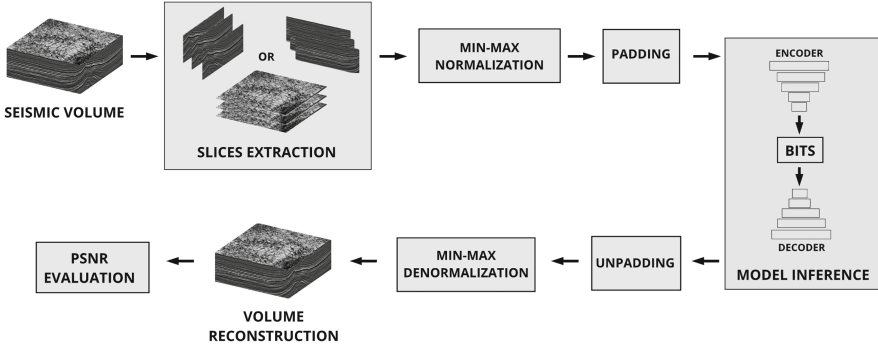 SEISMIC VOLUME
OR
SLICES EXTRACTION
MIN-MAX
NORMALIZATION
PADDING
ENCODER
BITS
DECODER
MODEL INFERENCE
UNPADDING
MIN-MAX
DENORMALIZATION
VOLUME
RECONSTRUCTION
PSNR
EVALUATION